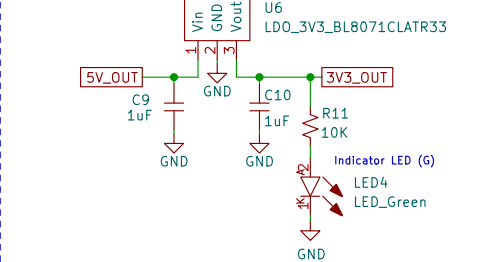 U6
LDO_3V3_BL8071CLATR33
Vin
GND
Vout
1
2
3
5V_OUT
3V3_OUT
GND
C9
1uF
C10
1uF
R11
10K
GND
GND
Indicator LED (G)
A
2
LED4
LED_Green
K
1
GND